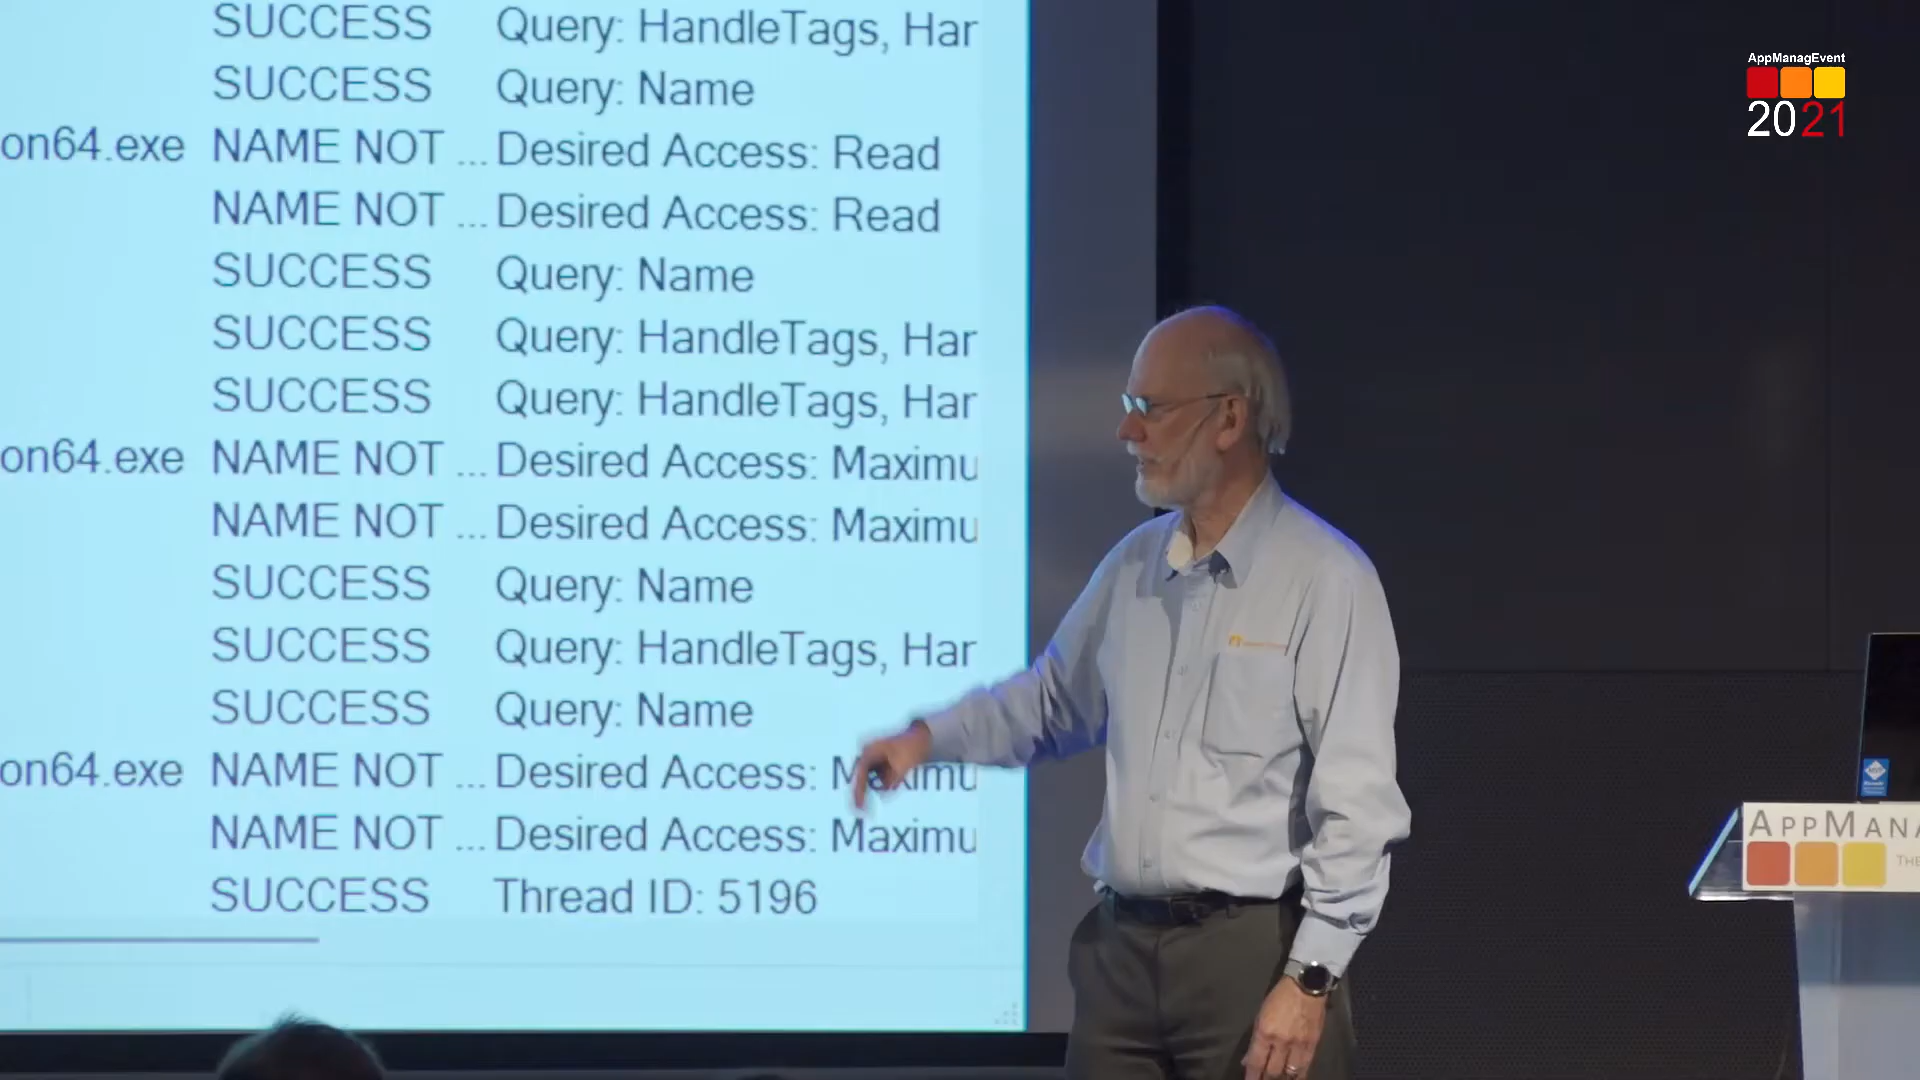 SUCCESS Query: HandleTags, Har
SUCCESS Query: Name
on64.exe NAME NOT ... Desired Access: Read
NAME NOT ... Desired Access: Read
SUCCESS Query: Name
SUCCESS Query: HandleTags, Har
SUCCESS Query: HandleTags, Har
on64.exe NAME NOT ... Desired Access: Maximu
NAME NOT ... Desired Access: Maximu
SUCCESS Query: Name
SUCCESS Query: HandleTags, Har
SUCCESS Query: Name
on64.exe NAME NOT ... Desired Access: Maximu
NAME NOT ... Desired Access: Maximu
SUCCESS Thread ID: 5196
AppManagEvent
2021
APPMANA
THE